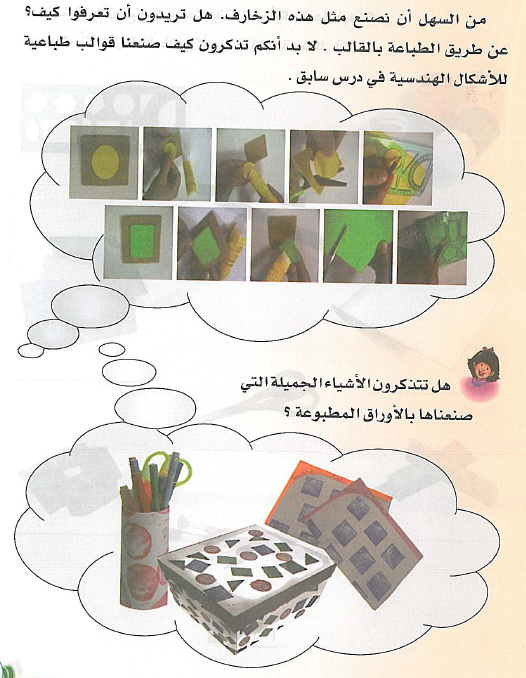 من السهل أن نصنع مثل هذه الزخارف. هل تريدون أن تعرفوا كيف؟
عن طريق الطباعة بالقالب . لا بد أنكم تذكرون كيف صنعنا قوالب طباعية
للأشكال الهندسية في درس سابق .
هل تتذكرون الأشياء الجميلة التي
صنعناها بالأوراق المطبوعة ؟